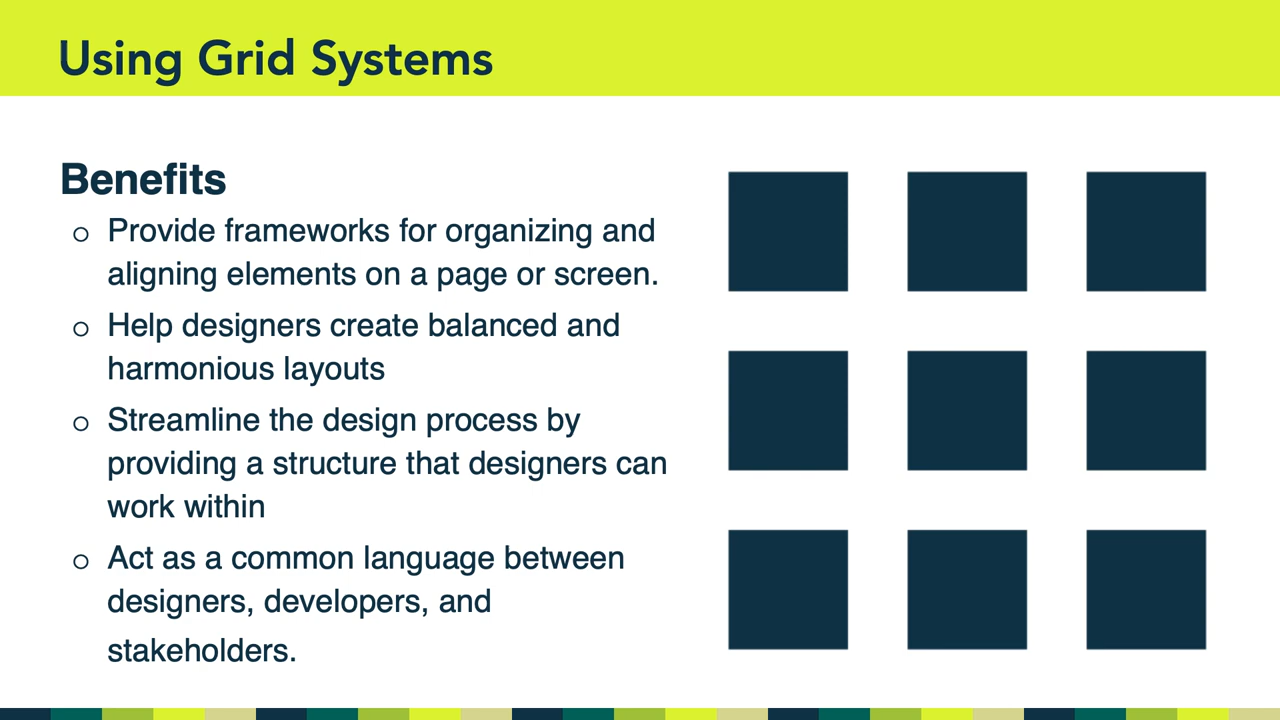 Using Grid Systems
Benefits
○ Provide frameworks for organizing and
aligning elements on a page or screen.
○ Help designers create balanced and
harmonious layouts
○ Streamline the design process by
providing a structure that designers can
work within
○ Act as a common language between
designers, developers, and
stakeholders.